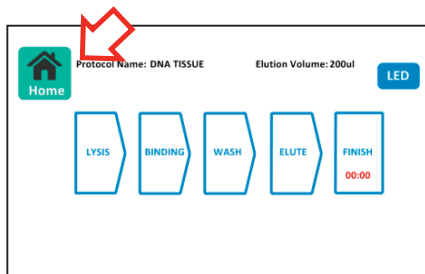 Home
Protocol Name: DNA TISSUE
Elution Volume: 200ul
LED
LYSIS
BINDING
WASH
ELUTE
FINISH
00:00